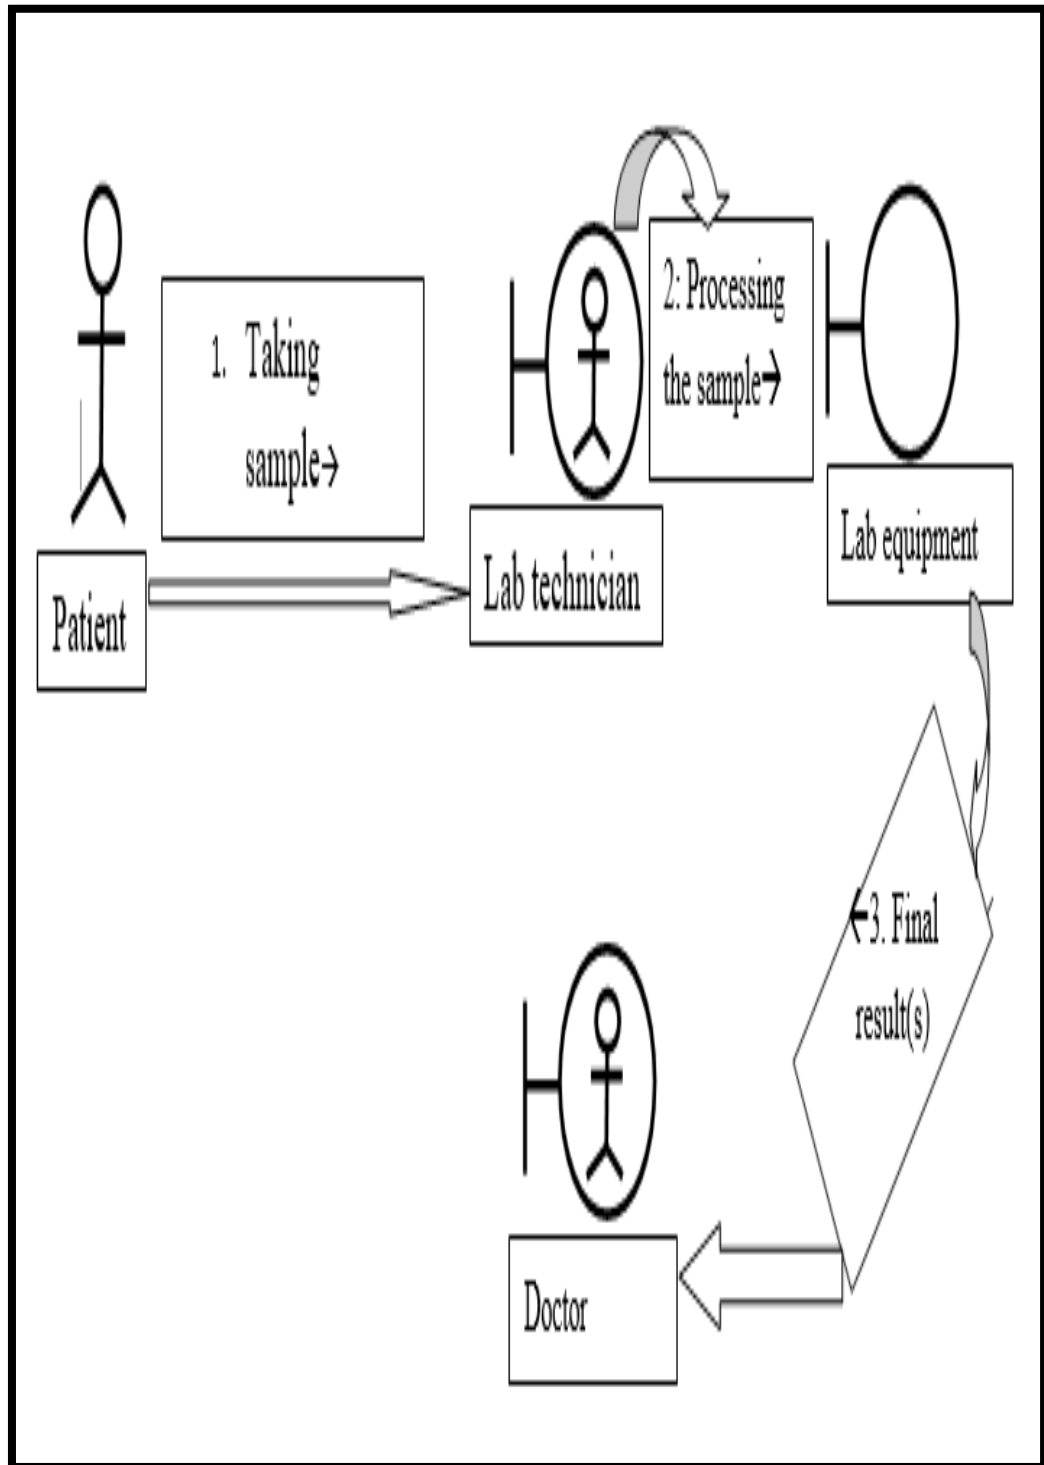 1. Taking
sample→
Patient
2: Processing
the sample→
Lab technician
Lab equipment
←3. Final
result(s)
Doctor